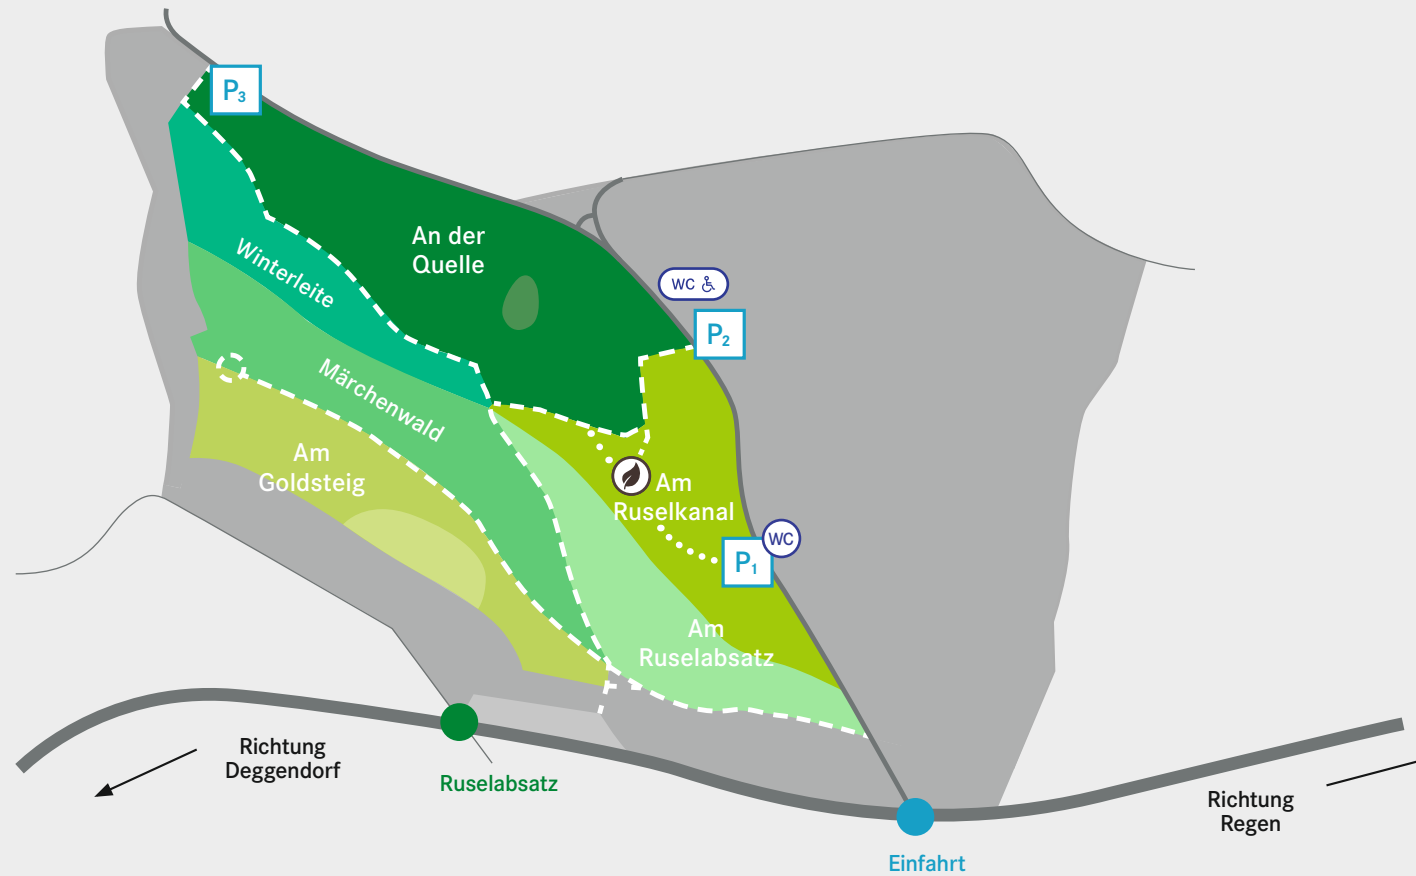 P3
An der
Quelle
Winterleite
WC
P2
Märchenwald
Am
Goldsteig
Am
Ruselkanal
WC
P1
Am
Ruselabsatz
Richtung
Deggendorf
Ruselabsatz
Richtung
Regen
Einfahrt